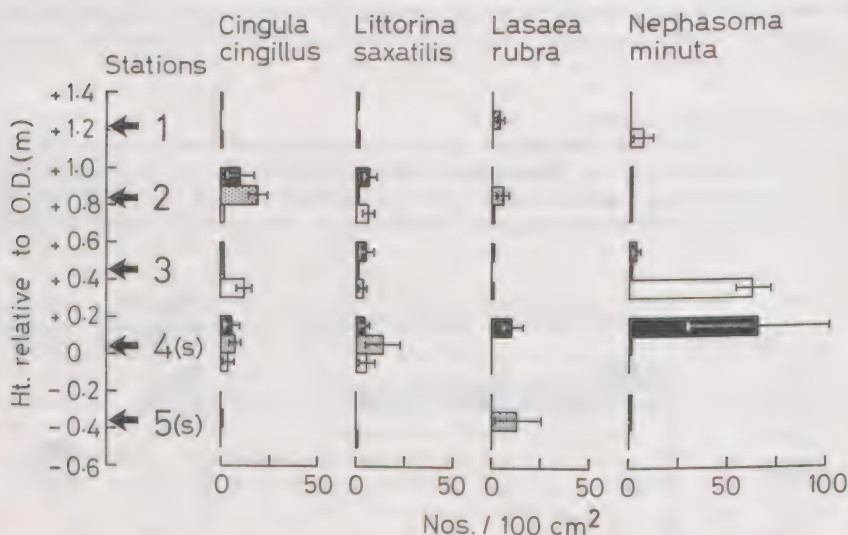 Cingula cingillus
Littorina saxatilis
Lasaea rubra
Nephasoma minuta
Stations
Ht. relative to O.D.(m)
+1.4
+1.2
+1.0
+0.8
+0.6
+0.4
+0.2
0
-0.2
-0.4
-0.6
1
2
3
4(s)
5(s)
0 50
0 50
0 50
0 50 100
Nos. / 100 cm²